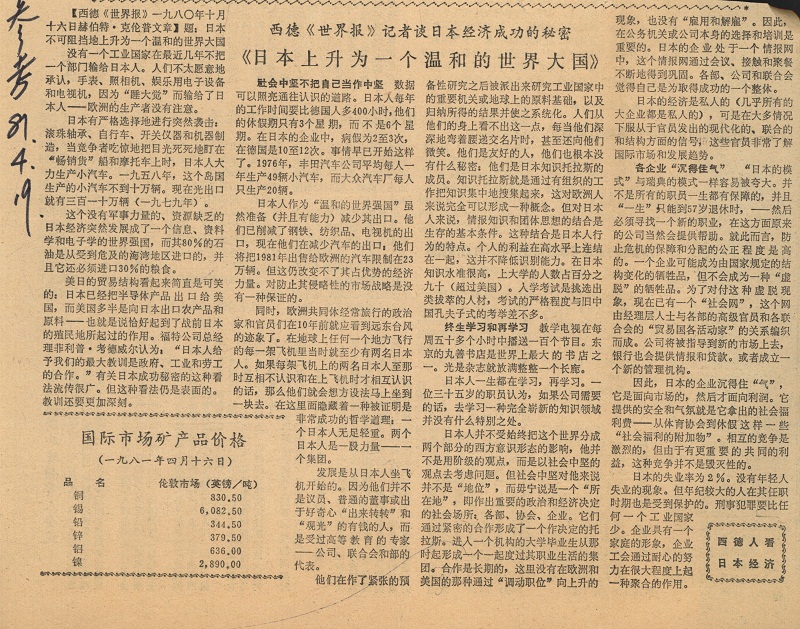 参考
81.4.19.
西德《世界报》记者谈日本经济成功的秘密
《日本上升为一个温和的世界大国》
【西德《世界报》一九八〇年十月
十六日赫伯特·克伦普文章】题：日本
不可阻挡地上升为一个温和的世界大国
没有一个工业国家在最近几年不把
一个部门输给日本人。人们不太愿意地
承认，手表、照相机、娱乐用电子设备
和电视机，因为“睡大觉”而输给了日
本人——欧洲的生产者没有注意。
日本有严格选择地进行突然袭击：
滚珠轴承、自行车、开关仪器和机器制
造，当竞争者吃惊地把目光死死地盯在
“畅销货”船和摩托车上时，日本人大
力生产小汽车。一九五八年，这个岛国
生产的小汽车不到十万辆。现在光出口
就有三百一十万辆（一九七九年）。
这个没有军事力量的、资源缺乏的
日本经济突然发展成了一个信息、资料
学和电子学的世界强国，而其80%的石
油是从受到危及的海湾地区进口的，并
且它还必须进口30%的粮食。
美日的贸易结构看起来简直是可笑
的：日本已经把半导体产品出口给美
国，而美国多半是向日本出口农产品和
原料——也就是说恰好起到了战前日本
的殖民地所起过的作用。福特公司总经
理菲利普·考德威尔认为：“日本人给
予我们的最大教训是政府、工业和劳工
的合作。”有关日本成功秘密的这种看
法流传很广。但这种看法仍是表面的。
教训还要更加深刻。
社会中坚不把自己当作中坚 数据
可以照亮通往认识的道路。日本人每年
的工作时间要比德国人多400小时，他们
的休假期只有3个星期，而不是6个星
期。在日本的企业中，病假为2至3次，
在德国是10至12次。事情早已开始这样
了。1976年，丰田汽车公司平均每人一
年生产49辆小汽车，而大众汽车厂每人
只生产20辆。
日本人作为“温和的世界强国”虽
然准备（并且有能力）减少其出口。他
们已削减了钢铁、纺织品、电视机的出
口，现在他们在减少汽车的出口；他们
将把1981年出售给欧洲的汽车限制在23
万辆。但这仍改变不了其占优势的经济
力量。对防止其侵略性的市场战略是没
有一种保证的。
同时，欧洲共同体经常旅行的政治
家和官员们在10年前就应看到远东台风
的迹象了。在地球上任何一个地方飞行
的每一架飞机里当时就至少有两名日本
人。如果每架飞机上的两名日本人至那
时互相不认识和在上飞机时才相互认识
的话，那么他们就会想方设法马上坐到
一块去。在这里面隐藏着一种被证明是
非常成功的哲学道理，一
个日本人无足轻重。两个
日本人是一股力量——一
个集团。
发展是从日本人坐飞
机开始的。因为他们并不
是议员、普通的董事或出
于好奇心“出来转转”和
“观光”的有钱的人，而
是受过高等教育的专家
——公司、联合会和部的
代表。
他们在作了紧张的预
备性研究之后被派出来研究工业国家中
的重要机关或地球上的原料基础，以及
归纳所得的结果并使之系统化。人们从
他们的身上看不出这一点，每当他们深
深地弯着腰递交名片时，甚至还向他们
微笑。他们是友好的人，他们也根本没
有什么秘密。他们是日本知识托拉斯的
成员。知识托拉斯就是通过有组织的工
作把知识集中地搜集起来，这对欧洲人
来说完全可以形成一种概念。但对日本
人来说，情报知识和团体思想的结合是
生存的基本条件。这种结合是日本人行
为的特点。个人的利益在高水平上连结
在一起，这并不降低识别能力。在日本
知识水准很高，上大学的人数占百分之
九十（超过美国）。入学考试是挑选出
类拔萃的人材，考试的严格程度与旧中
国孔夫子式的考举差不多。
终生学习和再学习 教学电视在每
周五十多个小时中播送一百个节目。东
京的九善书店是世界上最大的书店之
一。光是杂志就放满整整一个长廊。
日本人一生都在学习，再学习。一
位三十五岁的职员认为，如果公司需要
的话，去学习一种完全崭新的知识领域
并没有什么特别之处。
日本人并不受始终把这个世界分成
两个部分的西方意识形态的影响，他并
不是用阶级的观点，而是以社会中坚的
观点去考虑问题。但社会中坚对他来说
并不是“地位”，而毋宁说是一个“所
在地”，即作出重要的政治和经济决定
的社会场所：各部、协会、企业。它们
通过紧密的合作形成了一个作决定的托
拉斯。进入一个机构的大学毕业生从那
时起形成一个一起度过其职业生活的集
团。合作是长期的，这里没有在欧洲和
美国的那种通过“调动职位”向上升的
现象，也没有“雇用和解雇”。因此，
在公务机关或公司本身的选择和培训是
重要的。日本的企业处于一个情报网
中，这个情报网通过会议、接触和聚餐
不断地得到巩固。各部、公司和联合会
觉得自己是为取得成功的一个整体。
日本的经济是私人的（几乎所有的
大企业都是私人的），可是在大多情况
下服从于官员发出的现代化的、联合的
和结构方面的信号，这些官员非常了解
国际市场和发展趋势。
各企业“沉得住气” “日本的模
式”与瑞典的模式一样容易被夸大。并
不是所有的职员一生都有保障的，并且
“一生”只能到57岁退休时，——然后
必须寻找一个新的职业，在这方面原来
的公司当然会提供帮助。就此而言，防
止危机的保障和分配的公正程度是高
的。一个企业可能成为由国家规定的结
构变化的牺牲品，但不会成为一种“虚
脱”的牺牲品。为了对付这种虚脱现
象，现在已有一个“社会网”，这个网
由经理层人士与各部的高级官员和各联
合会的“贸易国各活动家”的关系编织
而成。公司将被指导到新的市场上去，
银行也会提供情报和贷款。或者成立一
个新的管理机构。
因此，日本的企业沉得住“气”，
它是面向市场的，然后才面向利润。它
提供的安全和气氛就是它拿出的社会福
利费——从体育协会到休假这样一些
“社会福利的附加物”。相互的竞争是
激烈的，但由于有更重要的共同的利
益，这种竞争并不是毁灭性的。
日本的失业率为2%。没有年轻人
失业的现象。但年纪较大的人在其任职
时期也是受到保护的。刑事犯罪要比任
何一个工业国家
少。企业具有一个
家庭的形象，企业
工会通过耐心的努
力在很大程度上起
一种聚合的作用。
西德人看
日本经济
国际市场矿产品价格
（一九八一年四月十六日）
品 名 伦敦市场（英镑/吨）
铜 830.50
锡 6,082.50
铅 344.50
锌 379.50
铝 636.00
镍 2,890.00